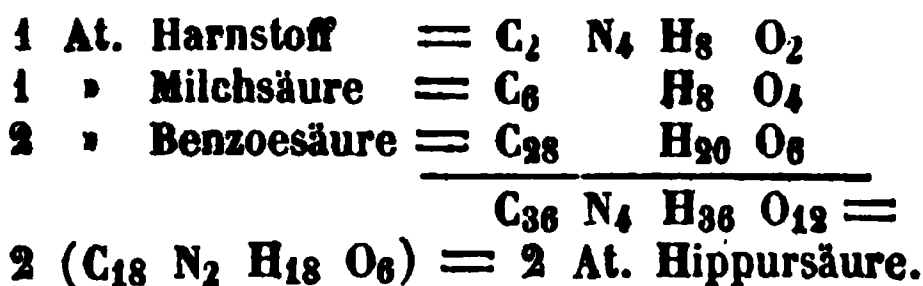 1 At. Harnstoff = C₂ N₄ H₈ O₂
1 » Milchsäure = C₆ H₈ O₄
2 » Benzoesäure = C₂₈ H₂₀ O₆
C₃₆ N₄ H₃₆ O₁₂ =
2 (C₁₈ N₂ H₁₈ O₆) = 2 At. Hippursäure.